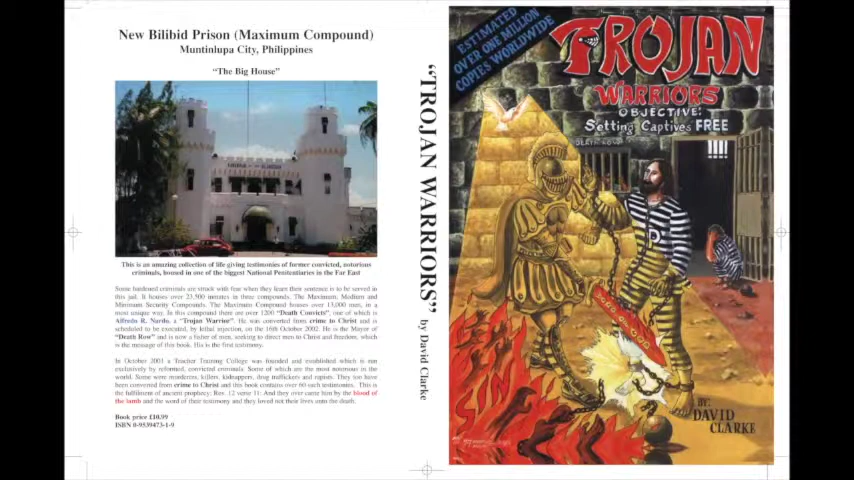 New Bilibid Prison (Maximum Compound)
Muntinlupa City, Philippines
"The Big House"
This is an amazing collection of life giving testimonies of former convicted, notorious
criminals, housed in one of the biggest National Penitentiaries in the Far East
Some hardened criminals are struck with fear when they learn their sentence is to be served in
this jail. It houses over 23,500 inmates in three compounds. The Maximum, Medium and
Minimum Security Compounds. The Maximum Compound houses over 13,000 men, in a
most unique way. In this compound there are over 1200 "Death Convicts", one of which is
Alfredo R. Nardo, a "Trojan Warrior". He was converted from crime to Christ and is
scheduled to be executed, by lethal injection, on the 16th October 2002. He is the Mayor of
"Death Row" and is now a fisher of men, seeking to direct men to Christ and freedom, which
is the message of this book. His is the first testimony.
In October 2001 a Teacher Training College was founded and established which is run
exclusively by reformed, convicted criminals. Some of which are the most notorious in the
world. Some were murderers, killers, kidnappers, drug traffickers and rapists. They too have
been converted from crime to Christ and this book contains over 60 such testimonies. This is
the fulfilment of ancient prophecy: Rev. 12 verse 11: And they over came him by the blood of
the lamb and the word of their testimony and they loved not their lives unto the death.
Book price £10.99
ISBN 0-9539473-1-9
"TROJAN WARRIORS" by David Clarke
ESTIMATED
OVER ONE MILLION
COPIES WORLDWIDE
TROJAN
WARRIORS
OBJECTIVE:
Setting Captives FREE
DEATH ROW
SIN
BY:
DAVID
CLARKE